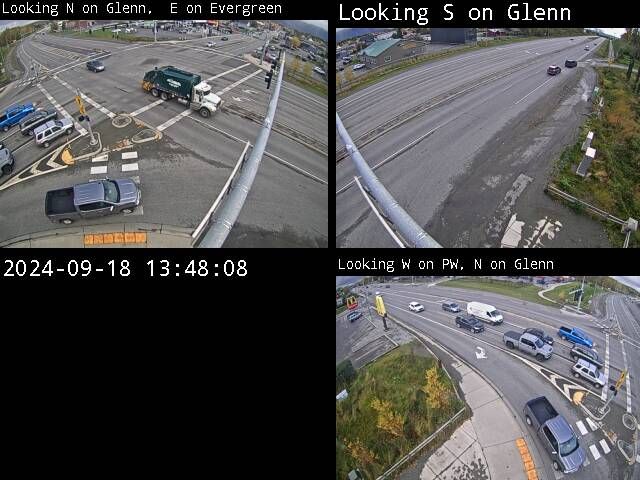 Looking N on Glenn,  E on Evergreen
Looking S on Glenn
2024-09-18 13:48:08
Looking W on PW, N on Glenn